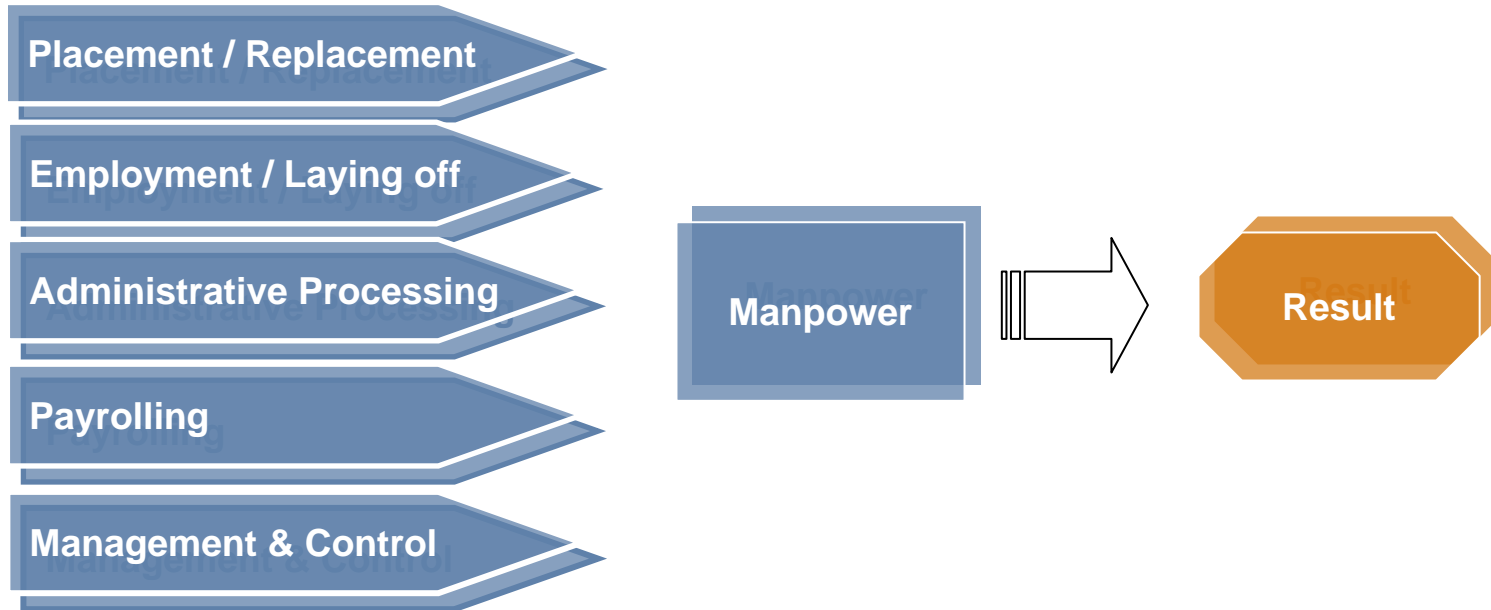 Placement / Replacement
Employment / Laying off
Administrative Processing
Payrolling
Management & Control
Manpower
Result